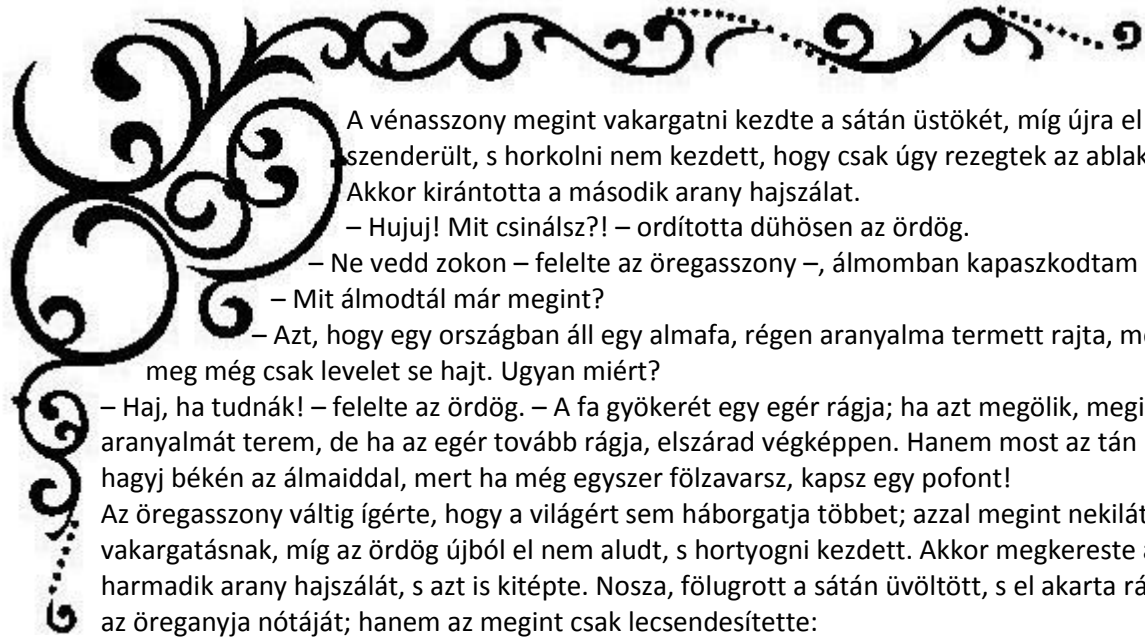 A vénasszony megint vakargatni kezdte a sátán üstökét, míg újra el
szenderült, s horkolni nem kezdett, hogy csak úgy rezegtek az ablak
Akkor kirántotta a második arany hajszálat.
– Hujuj! Mit csinálsz?! – ordította dühösen az ördög.
– Ne vedd zokon – felelte az öregasszony –, álmomban kapaszkodtam
– Mit álmodtál már megint?
– Azt, hogy egy országban áll egy almafa, régen aranyalma termett rajta,
meg még csak levelet se hajt. Ugyan miért?
– Haj, ha tudnák! – felelte az ördög. – A fa gyökerét egy egér rágja; ha azt megölik,
aranyalmát terem, de ha az egér tovább rágja, elszárad végképpen. Hanem most az tán
hagyj békén az álmaiddal, mert ha még egyszer fölzavarsz, kapsz egy pofont!
Az öregasszony váltig ígérte, hogy a világért sem háborgatja többet; azzal megint nekilát
vakargatásnak, míg az ördög újból el nem aludt, s hortyogni kezdett. Akkor megkereste
harmadik arany hajszálát, s azt is kitépte. Nosza, fölugrott a sátán üvöltött, s el akarta
az öreganyja nótáját; hanem az megint csak lecsendesítette: